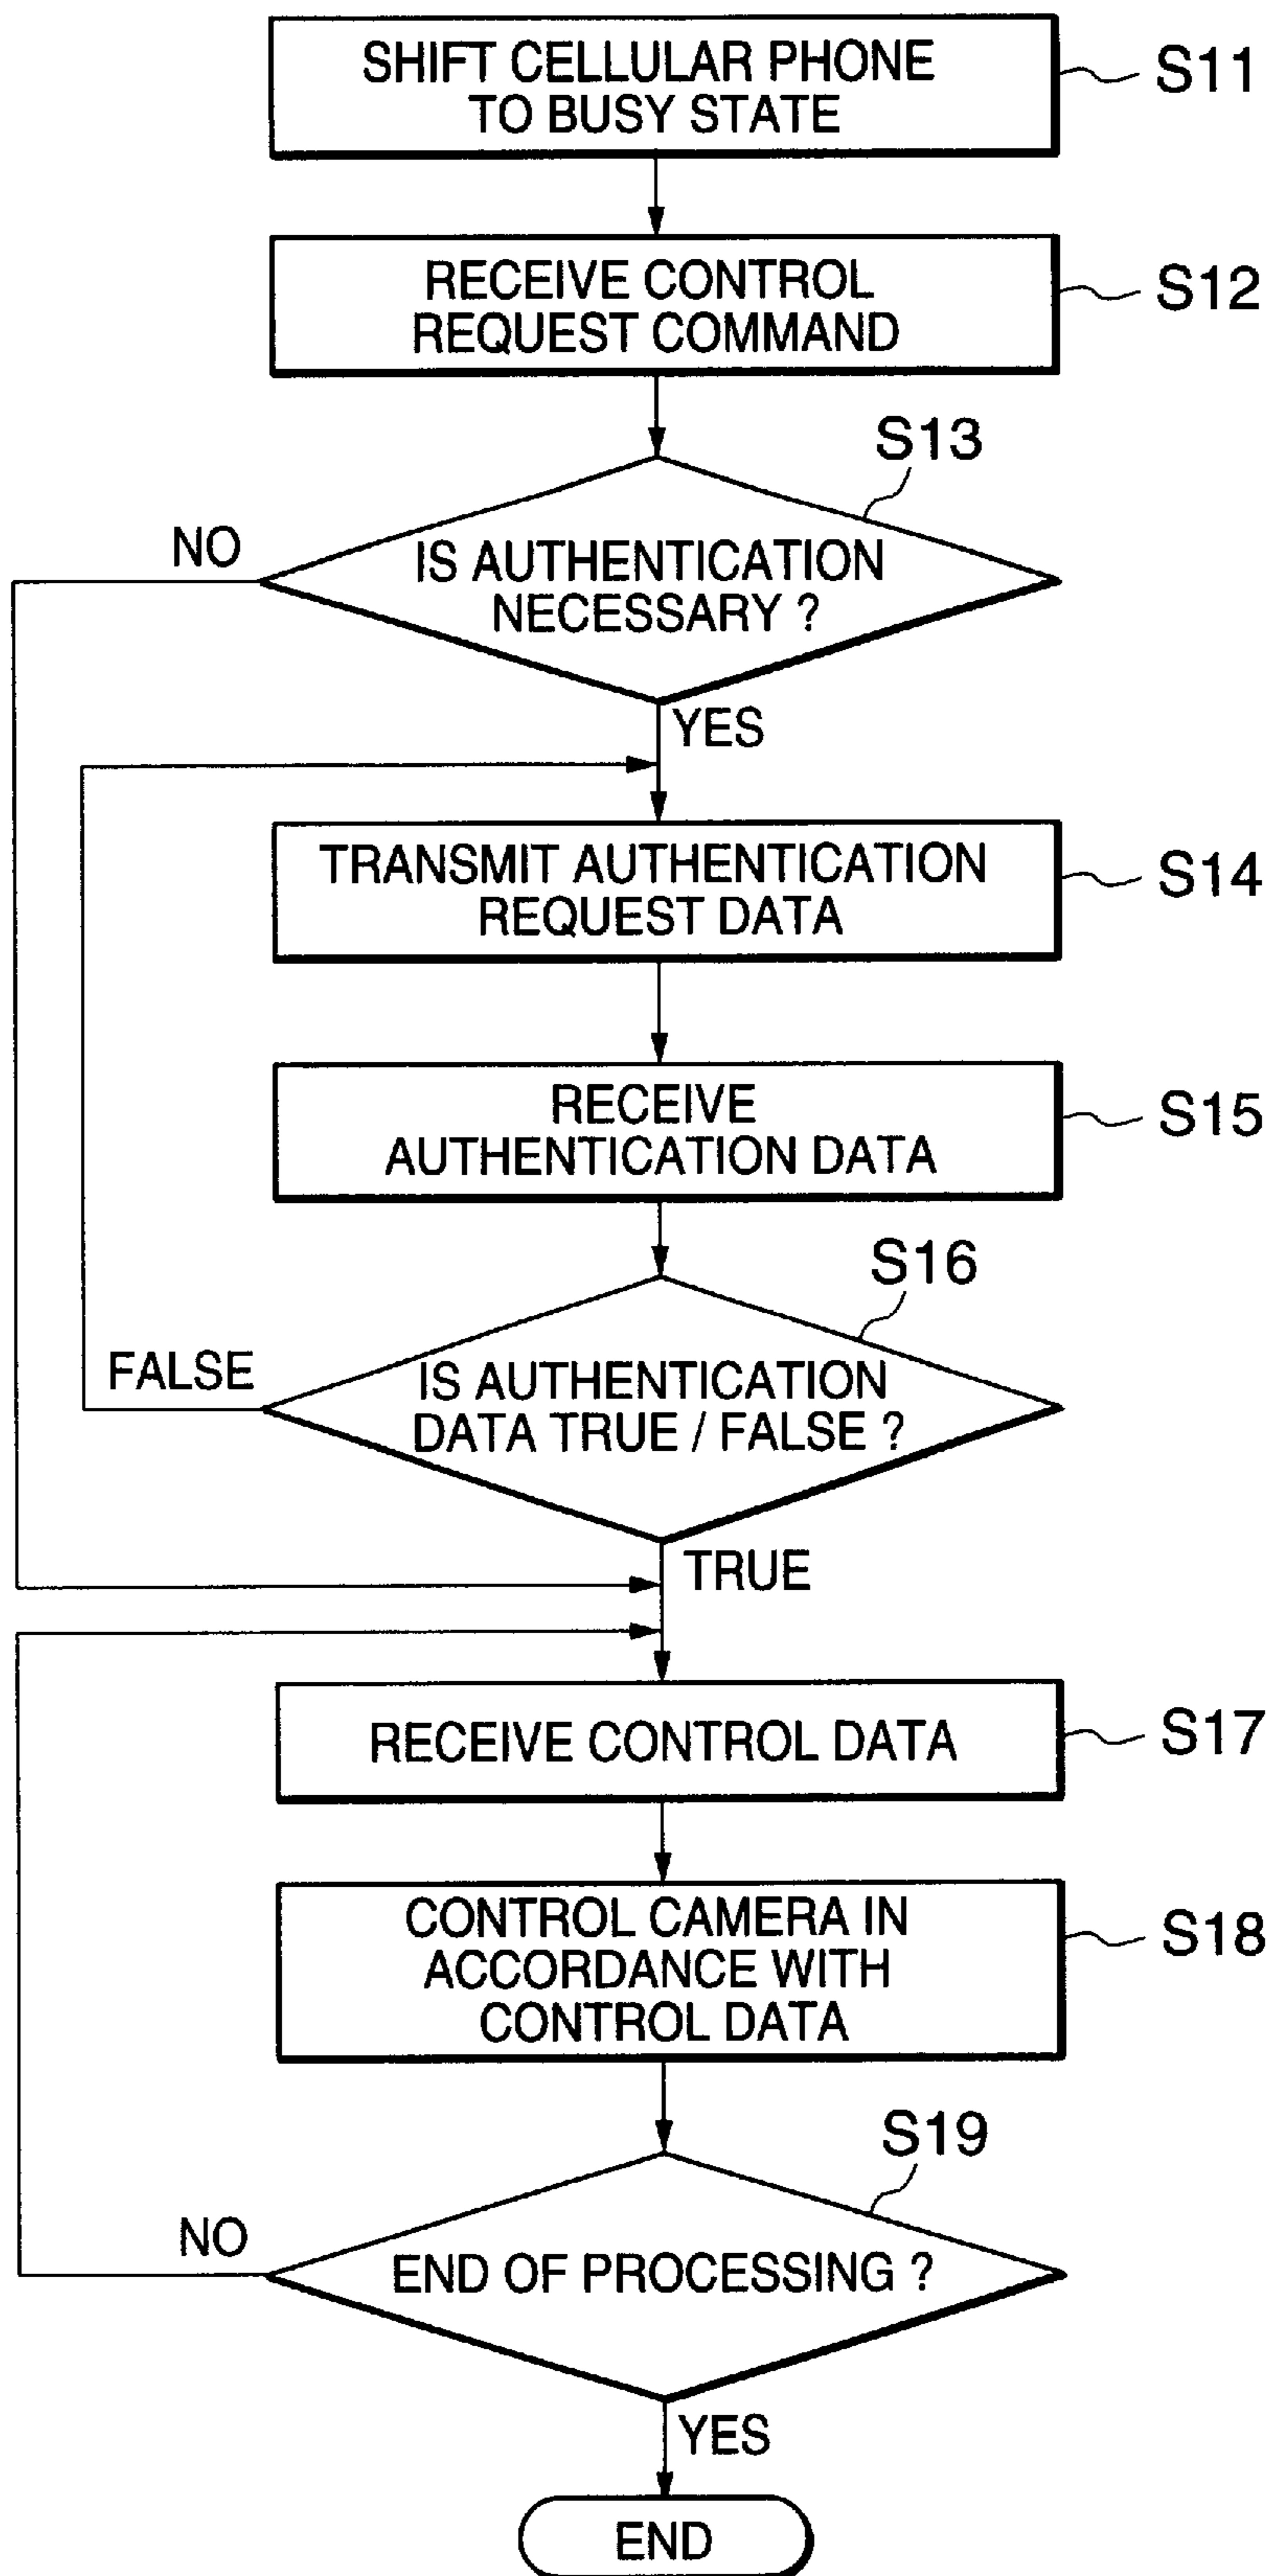 SHIFT CELLULAR PHONE
TO BUSY STATE
S11
RECEIVE CONTROL
REQUEST COMMAND
S12
S13
NO
IS AUTHENTICATION
NECESSARY ?
YES
TRANSMIT AUTHENTICATION
REQUEST DATA
S14
RECEIVE
AUTHENTICATION DATA
S15
S16
FALSE
IS AUTHENTICATION
DATA TRUE / FALSE ?
TRUE
RECEIVE CONTROL DATA
S17
CONTROL CAMERA IN
ACCORDANCE WITH
CONTROL DATA
S18
S19
NO
END OF PROCESSING ?
YES
END